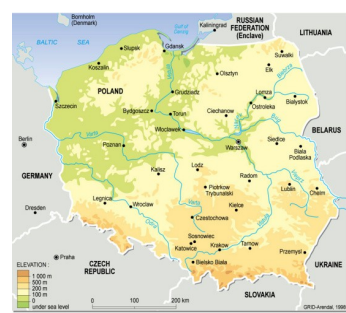 Bornholm
(Denmark)
BALTIC SEA
Gulf of
Kaliningrad
RUSSIAN
FEDERATION
(Enclave)
LITHUANIA
Slupsk
Gdansk
Koszalin
Suwalki
Elk
Olsztyn
POLAND
Szczecin
Grudziadz
Lomza
Bialystok
Bydgoszcz
Torun
Ciechanow
Ostroleka
Wloclawek
BELARUS
Berlin
Warta
Poznan
Warszawa
Siedlce
Biala
Podlaska
GERMANY
Kalisz
Lodz
Radom
Piotrkow
Trybunalski
Lublin
Chelm
Legnica
Wroclaw
Warta
Kielce
Dresden
Czestochowa
Sosnowiec
Katowice
Krakow
Tarnow
Przemysl
UKRAINE
Praha
Bielsko Biala
CZECH
REPUBLIC
SLOVAKIA
ELEVATION :
1 000 m
500 m
200 m
100 m
0
under sea level
0 100 200 km
GRID-Arendal, 1998